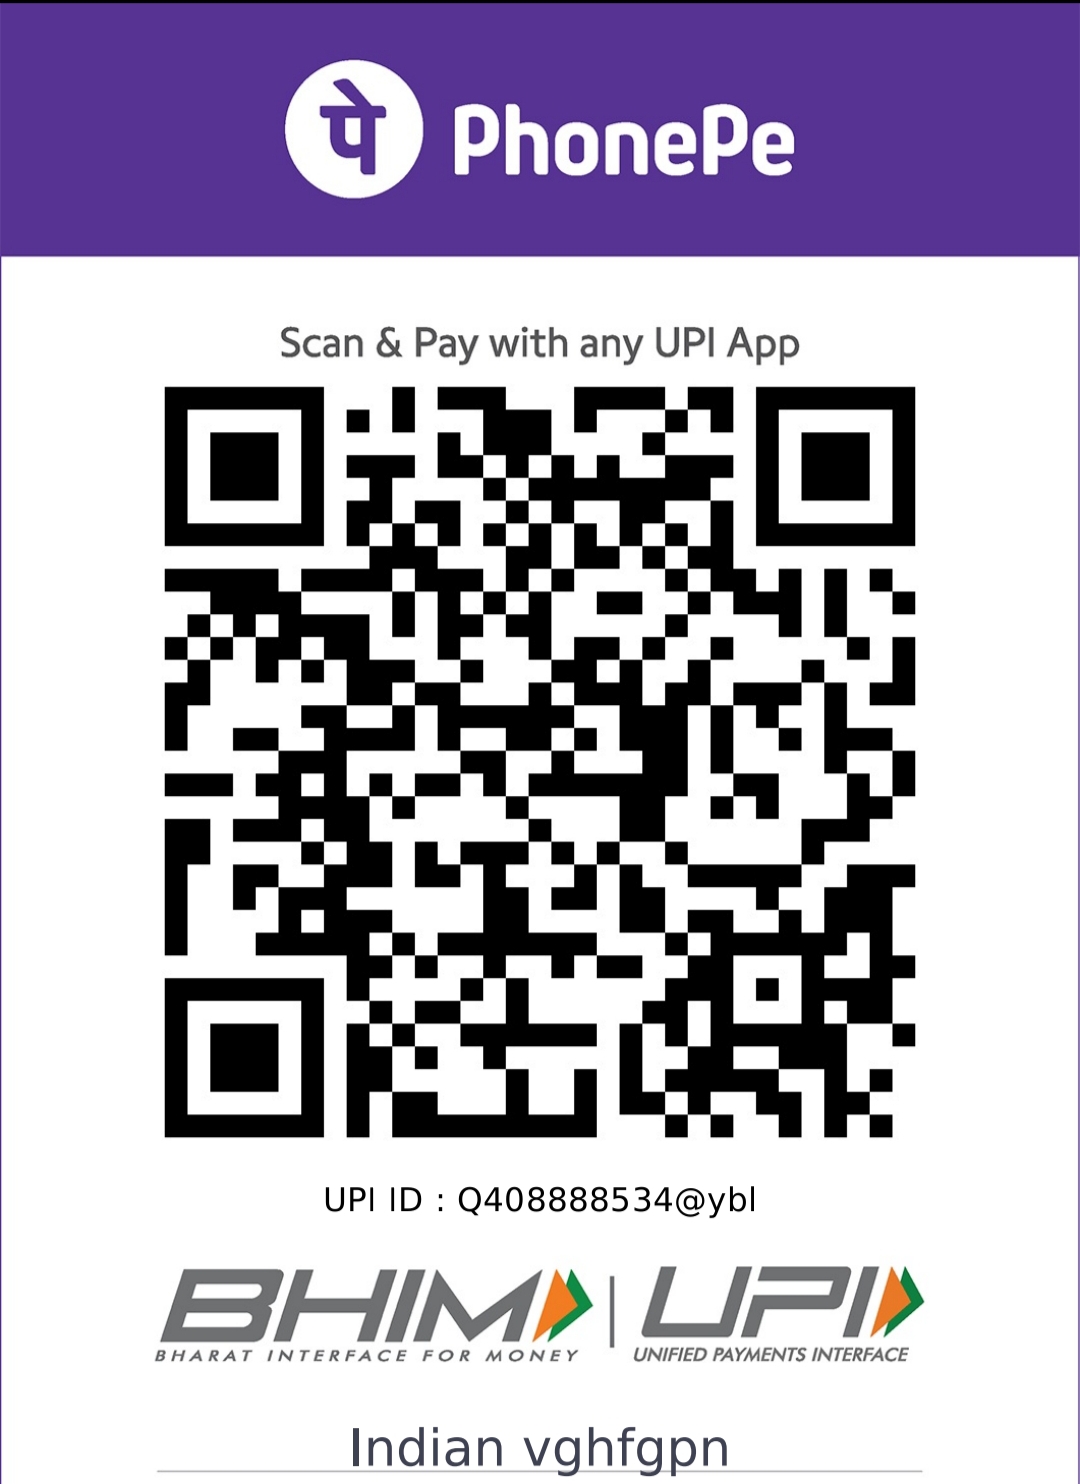 पे PhonePe
Scan & Pay with any UPI App
UPI ID : Q408888534@ybl
BHIM UPI
BHARAT INTERFACE FOR MONEY UNIFIED PAYMENTS INTERFACE
Indian vghfgpn